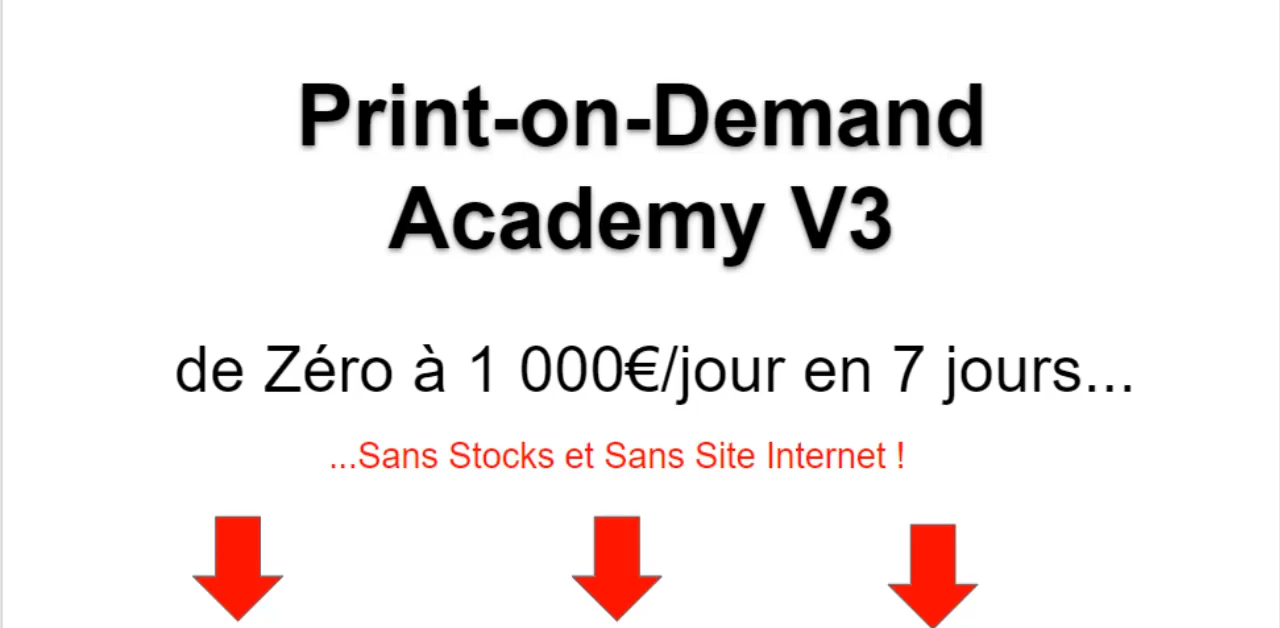 Print-on-Demand
Academy V3
de Zéro à 1 000€/jour en 7 jours...
...Sans Stocks et Sans Site Internet !